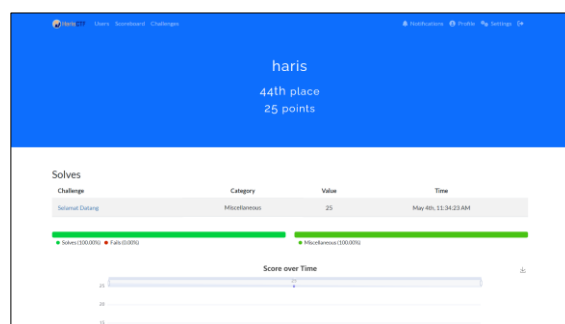 HarisCTF Users Scoreboard Challenges Notifications Profile Settings
haris
44th place
25 points
Solves
Challenge Category Value Time
Selamat Datang Miscellaneous 25 May 4th, 11:34:23 AM
Solves (100.00%) Fails (0.00%) Miscellaneous (100.00%)
Score over Time
25
25
20